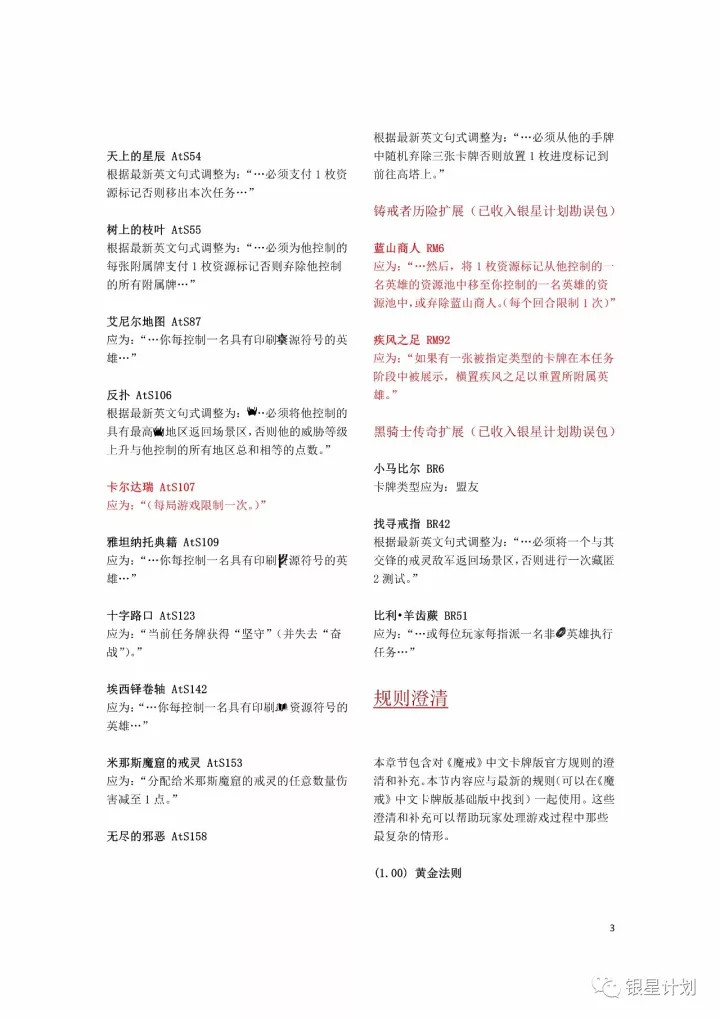 天上的星辰 AtS54
根据最新英文句式调整为：“…必须支付 1 枚资
源标记否则移出本次任务…”
树上的枝叶 AtS55
根据最新英文句式调整为：“…必须为他控制的
每张附属牌支付 1 枚资源标记否则弃除他控制
的所有附属牌…”
艾尼尔地图 AtS87
应为：“…你每控制一名具有印刷源符号的英
雄…”
反扑 AtS106
根据最新英文句式调整为：…必须将他控制的
具有最高地区返回场景区，否则他的威胁等级
上升与他控制的所有地区总和相等的点数。”
卡尔达瑞 AtS107
应为：“（每局游戏限制一次。）”
雅坦纳托典籍 AtS109
应为：“…你每控制一名具有印刷源符号的英
雄…”
十字路口 AtS123
应为：“当前任务牌获得“坚守”（并失去“奋
战”）。”
埃西铎卷轴 AtS142
应为：“…你每控制一名具有印刷资源符号的
英雄…”
米那斯魔窟的戒灵 AtS153
应为：“分配给米那斯魔窟的戒灵的任意数量伤
害减至 1 点。”
无尽的邪恶 AtS158
根据最新英文句式调整为：“…必须从他的手牌
中随机弃除三张卡牌否则放置 1 枚进度标记到
前往高塔上。”
铸戒者历险扩展（已收入银星计划勘误包）
蓝山商人 RM6
应为：“…然后，将 1 枚资源标记从他控制的一
名英雄的资源池中移至你控制的一名英雄的资
源池中，或弃除蓝山商人。（每个回合限制 1 次）”
疾风之足 RM92
应为：“如果有一张被指定类型的卡牌在本任务
阶段中被展示，横置疾风之足以重置所附属英
雄。”
黑骑士传奇扩展（已收入银星计划勘误包）
小马比尔 BR6
卡牌类型应为：盟友
找寻戒指 BR42
根据最新英文句式调整为：“…必须将一个与其
交锋的戒灵敌军返回场景区，否则进行一次藏匿
2 测试。”
比利•羊齿蕨 BR51
应为：“…或每位玩家每指派一名非英雄执行
任务…”
规则澄清
本章节包含对《魔戒》中文卡牌版官方规则的澄
清和补充。本节内容应与最新的规则（可以在《魔
戒》中文卡牌版基础版中找到）一起使用。这些
澄清和补充可以帮助玩家处理游戏过程中那些
最复杂的情形。
(1.00) 黄金法则
3
银星计划